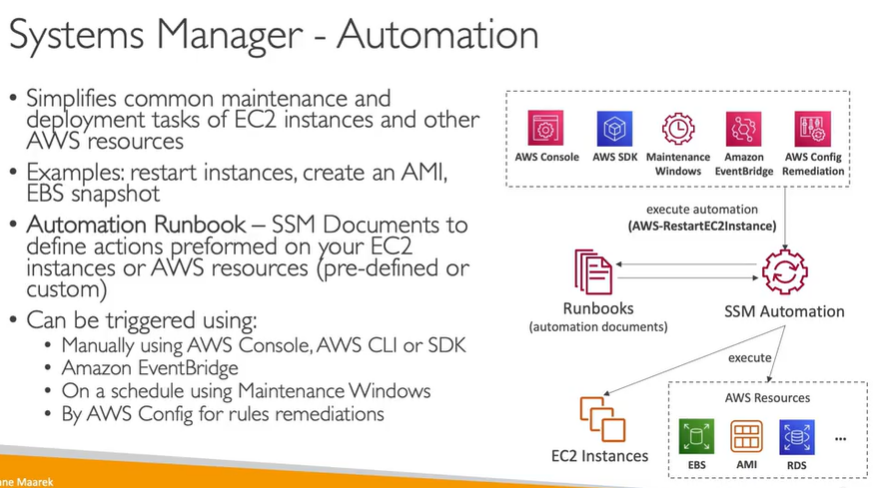 Systems Manager - Automation
• Simplifies common maintenance and
deployment tasks of EC2 instances and other
AWS resources
• Examples: restart instances, create an AMI,
EBS snapshot
• Automation Runbook – SSM Documents to
define actions preformed on your EC2
instances or AWS resources (pre-defined or
custom)
• Can be triggered using:
• Manually using AWS Console, AWS CLI or SDK
• Amazon EventBridge
• On a schedule using Maintenance Windows
• By AWS Config for rules remediations
AWS Console
AWS SDK
Maintenance
Windows
Amazon
EventBridge
AWS Config
Remediation
execute automation
(AWS-RestartEC2Instance)
Runbooks
(automation documents)
SSM Automation
execute
EC2 Instances
AWS Resources
EBS
AMI
RDS
...
Maarek